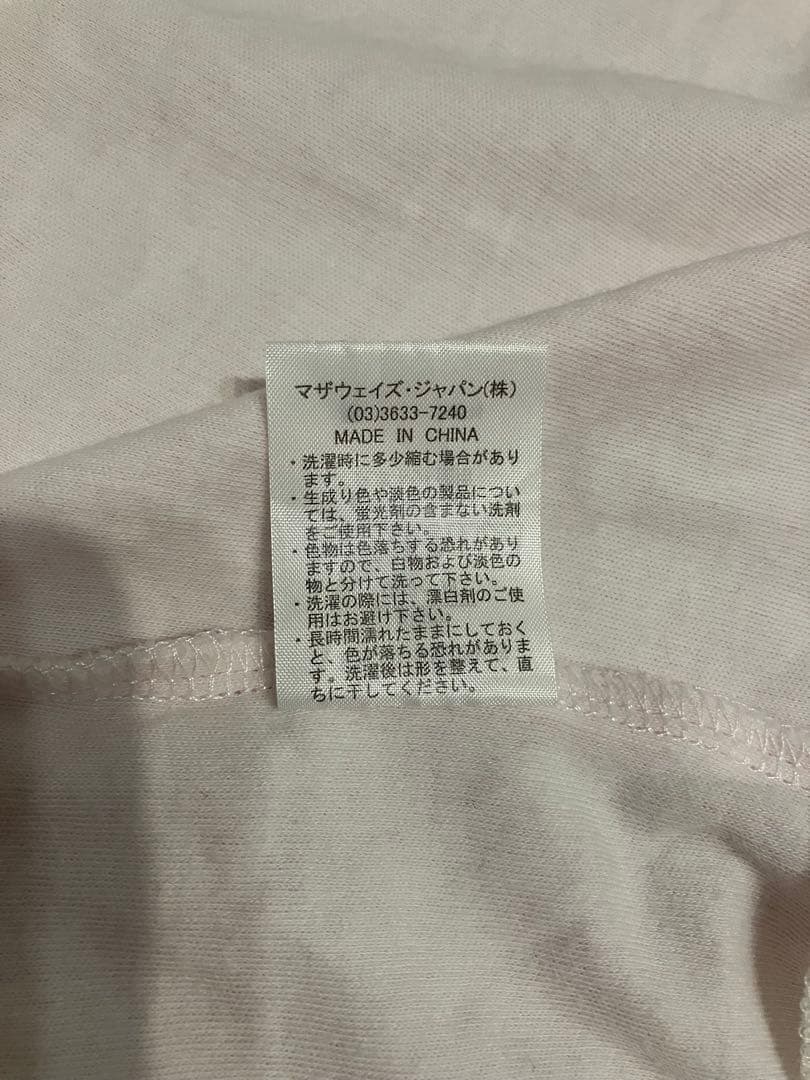 マザウェイズ・ジャパン(株)
(03)3633-7240
MADE IN CHINA
・洗濯時に多少縮む場合があり
ます。
・生成り色や淡色の製品につい
ては、蛍光剤の含まない洗剤
をご使用下さい。
・色物は色落ちする恐れがあり
ますので、白物および淡色の
物と分けて洗って下さい。
・洗濯の際には、漂白剤のご使
用はお避け下さい。
・長時間濡れたままにしておく
と、色が落ちる恐れがありま
す。洗濯後は形を整えて、直
ちに干してください。